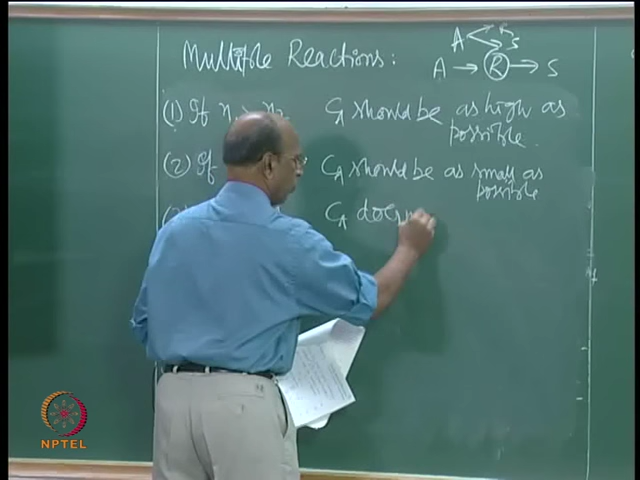 Multiple Reactions:
A R S
A → R → S
(1) If n₁ > n₂ C_A should be as high as
possible.
(2) If C_A should be as small as
possible
C_A does
NPTEL